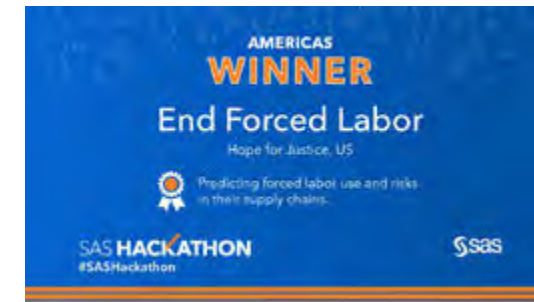 AMERICAS
WINNER
End Forced Labor
Hope for Justice, US
Predicting forced labor use and risks
in their supply chains.
SAS HACKATHON
#SASHackathon
sas